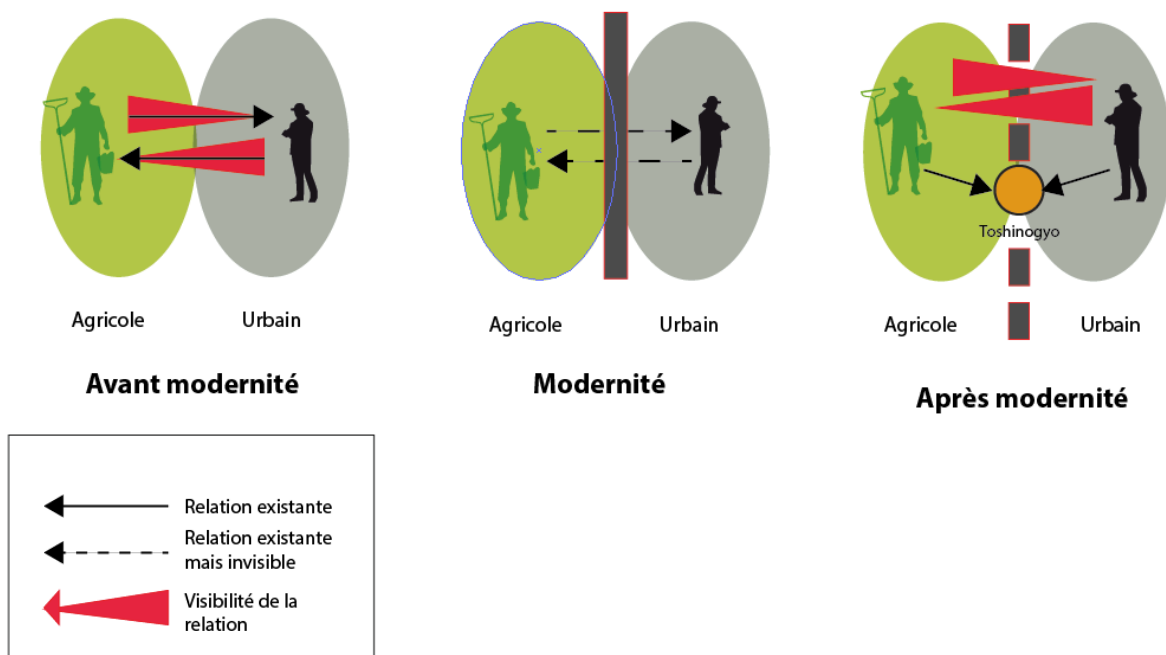 Agricole
Urbain
Avant modernité
Agricole
Urbain
Modernité
Toshinogyo
Agricole
Urbain
Après modernité
Relation existante
Relation existante
mais invisible
Visibilité de la
relation